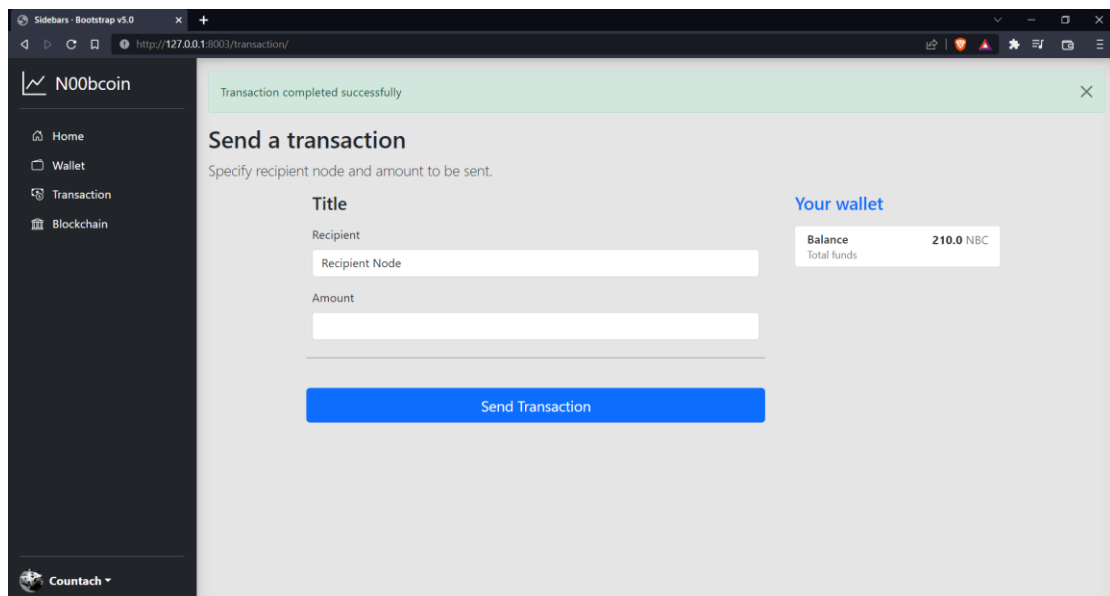 Sidebars · Bootstrap v5.0
http://127.0.0.1:8003/transaction/
N00bcoin
Home
Wallet
Transaction
Blockchain
Countach
Transaction completed successfully
Send a transaction
Specify recipient node and amount to be sent.
Title
Recipient
Recipient Node
Amount
Send Transaction
Your wallet
Balance 210.0 NBC
Total funds